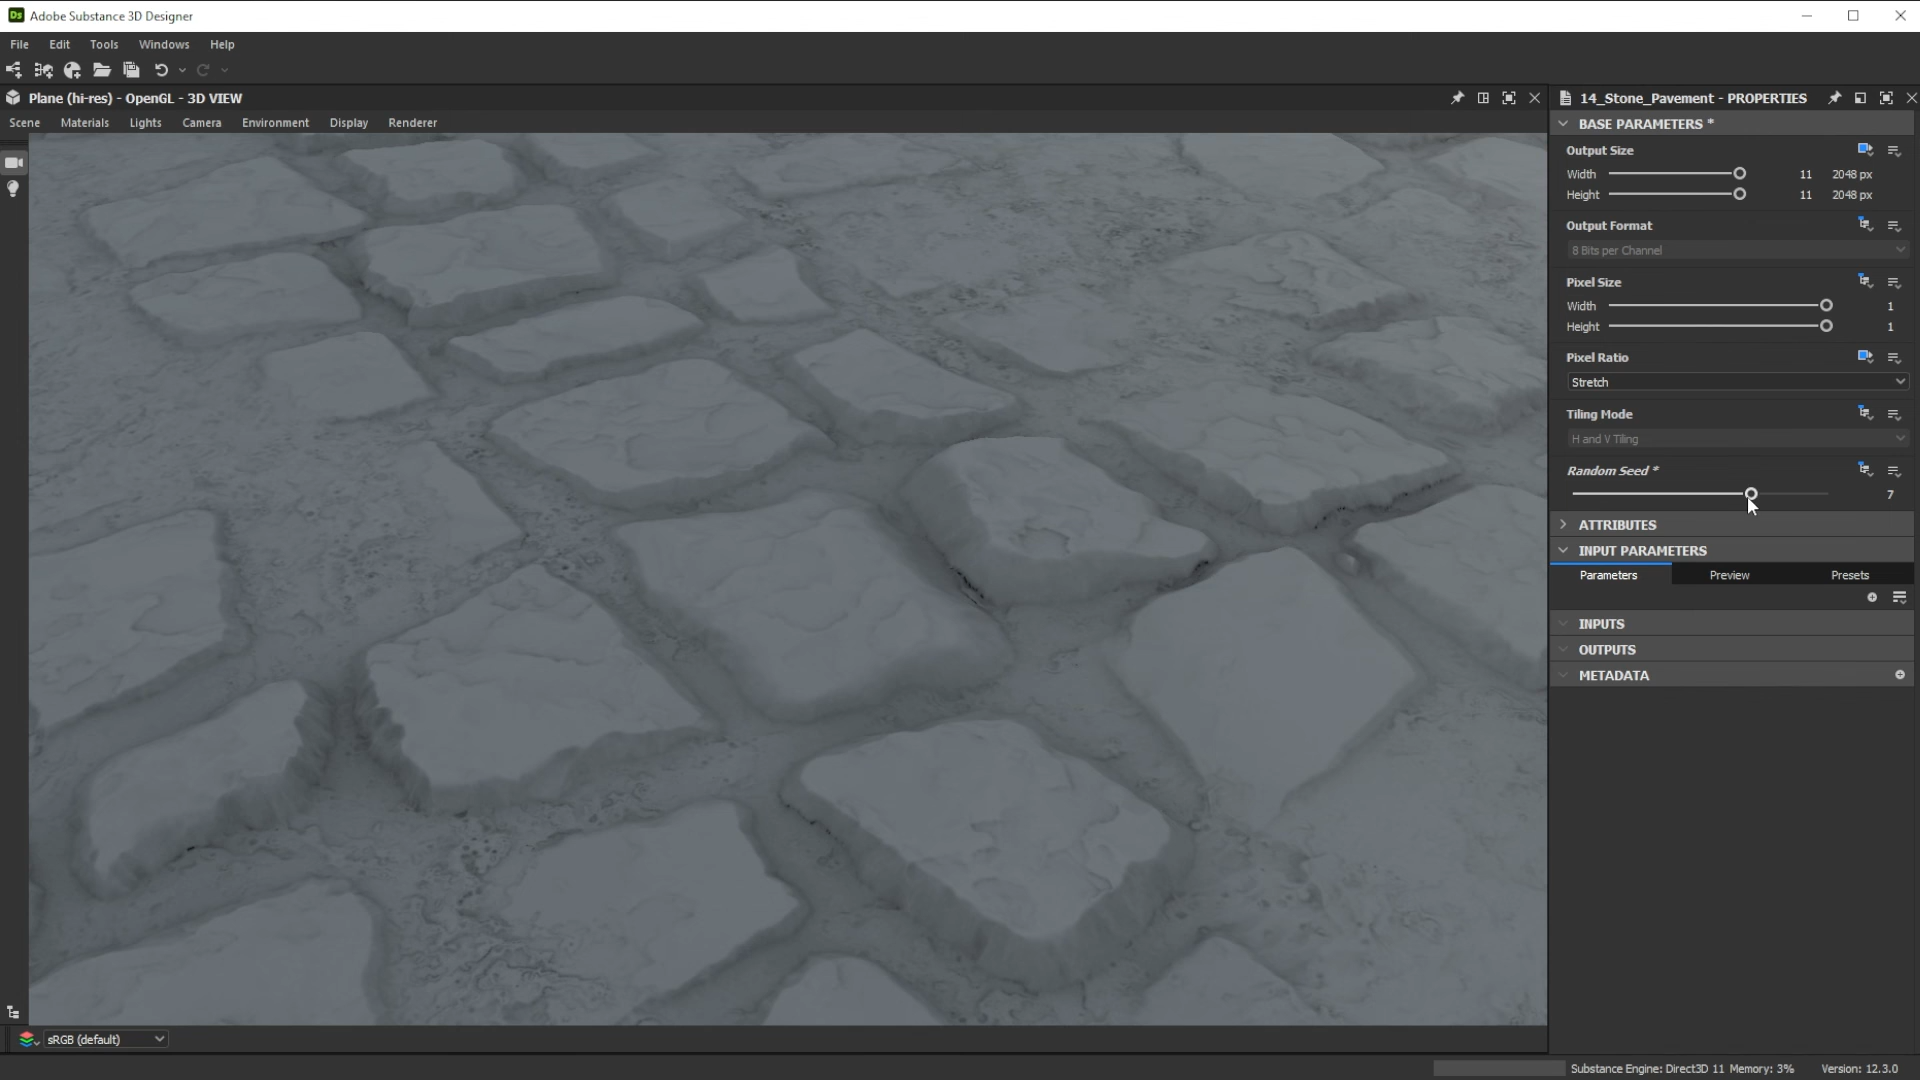 Ds Adobe Substance 3D Designer
File Edit Tools Windows Help
Plane (hi-res) - OpenGL - 3D VIEW
Scene Materials Lights Camera Environment Display Renderer
sRGB (default)
14_Stone_Pavement - PROPERTIES
BASE PARAMETERS *
Output Size
Width 11 2048 px
Height 11 2048 px
Output Format
8 Bits per Channel
Pixel Size
Width 1
Height 1
Pixel Ratio
Stretch
Tiling Mode
H and V Tiling
Random Seed *
7
ATTRIBUTES
INPUT PARAMETERS
Parameters Preview Presets
INPUTS
OUTPUTS
METADATA
Substance Engine: Direct3D 11 Memory: 3% Version: 12.3.0